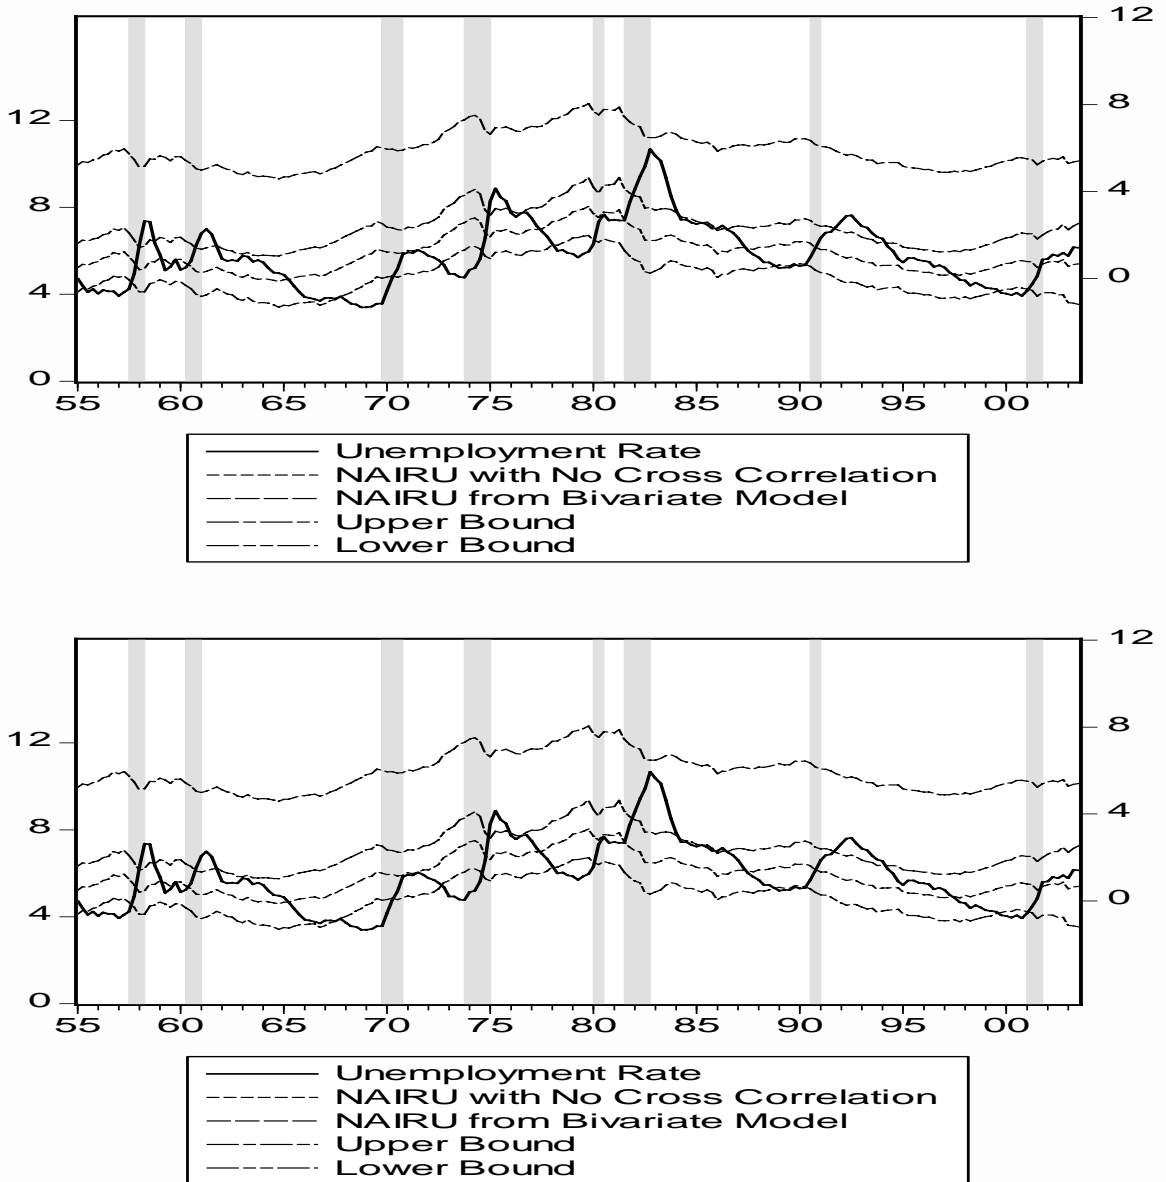 12
12
8
8
4
4
0
0
55 60 65 70 75 80 85 90 95 00
Unemployment Rate
NAIRU with No Cross Correlation
NAIRU from Bivariate Model
Upper Bound
Lower Bound
12
12
8
8
4
4
0
0
55 60 65 70 75 80 85 90 95 00
Unemployment Rate
NAIRU with No Cross Correlation
NAIRU from Bivariate Model
Upper Bound
Lower Bound